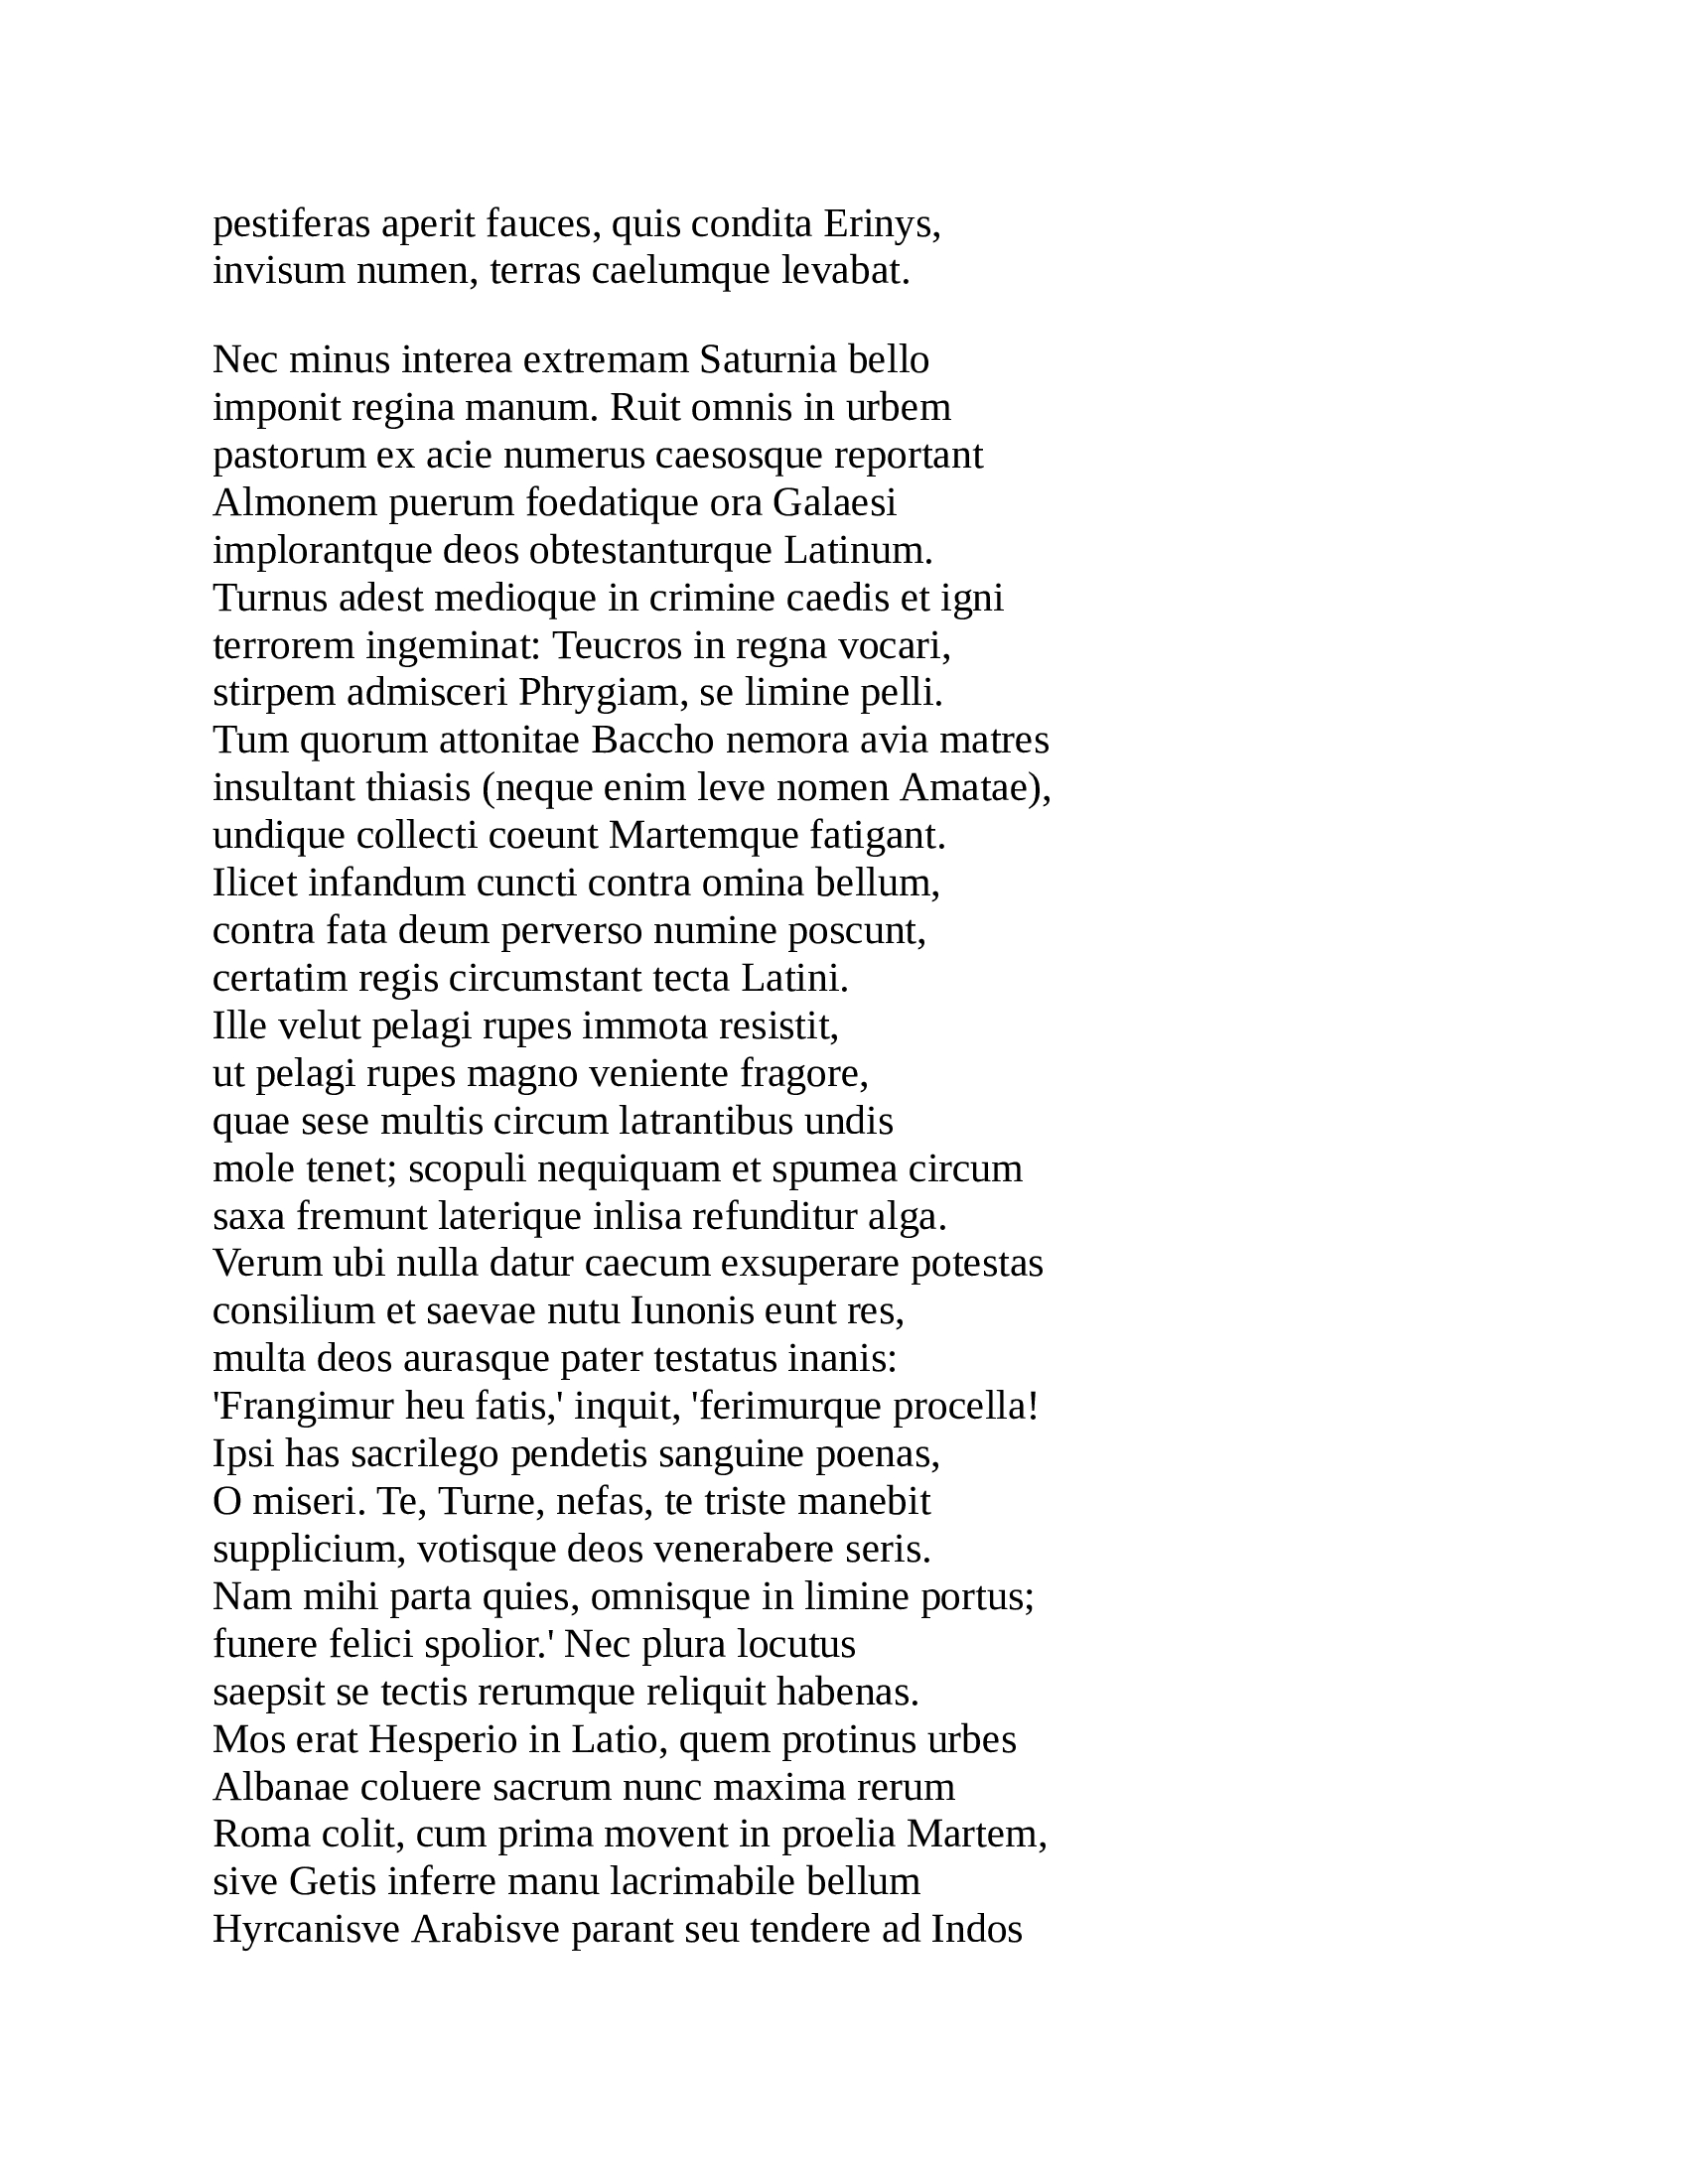 pestiferas aperit fauces, quis condita Erinys,
invisum numen, terras caelumque levabat.

Nec minus interea extremam Saturnia bello
imponit regina manum. Ruit omnis in urbem
pastorum ex acie numerus caesosque reportant
Almonem puerum foedatique ora Galaesi
implorantque deos obtestanturque Latinum.
Turnus adest medioque in crimine caedis et igni
terrorem ingeminat: Teucros in regna vocari,
stirpem admisceri Phrygiam, se limine pelli.
Tum quorum attonitae Baccho nemora avia matres
insultant thiasis (neque enim leve nomen Amatae),
undique collecti coeunt Martemque fatigant.
Ilicet infandum cuncti contra omina bellum,
contra fata deum perverso numine poscunt,
certatim regis circumstant tecta Latini.
Ille velut pelagi rupes immota resistit,
ut pelagi rupes magno veniente fragore,
quae sese multis circum latrantibus undis
mole tenet; scopuli nequiquam et spumea circum
saxa fremunt laterique inlisa refunditur alga.
Verum ubi nulla datur caecum exsuperare potestas
consilium et saevae nutu Iunonis eunt res,
multa deos aurasque pater testatus inanis:
'Frangimur heu fatis,' inquit, 'ferimurque procella!
Ipsi has sacrilego pendetis sanguine poenas,
O miseri. Te, Turne, nefas, te triste manebit
supplicium, votisque deos venerabere seris.
Nam mihi parta quies, omnisque in limine portus;
funere felici spolior.' Nec plura locutus
saepsit se tectis rerumque reliquit habenas.
Mos erat Hesperio in Latio, quem protinus urbes
Albanae coluere sacrum nunc maxima rerum
Roma colit, cum prima movent in proelia Martem,
sive Getis inferre manu lacrimabile bellum
Hyrcanisve Arabisve parant seu tendere ad Indos